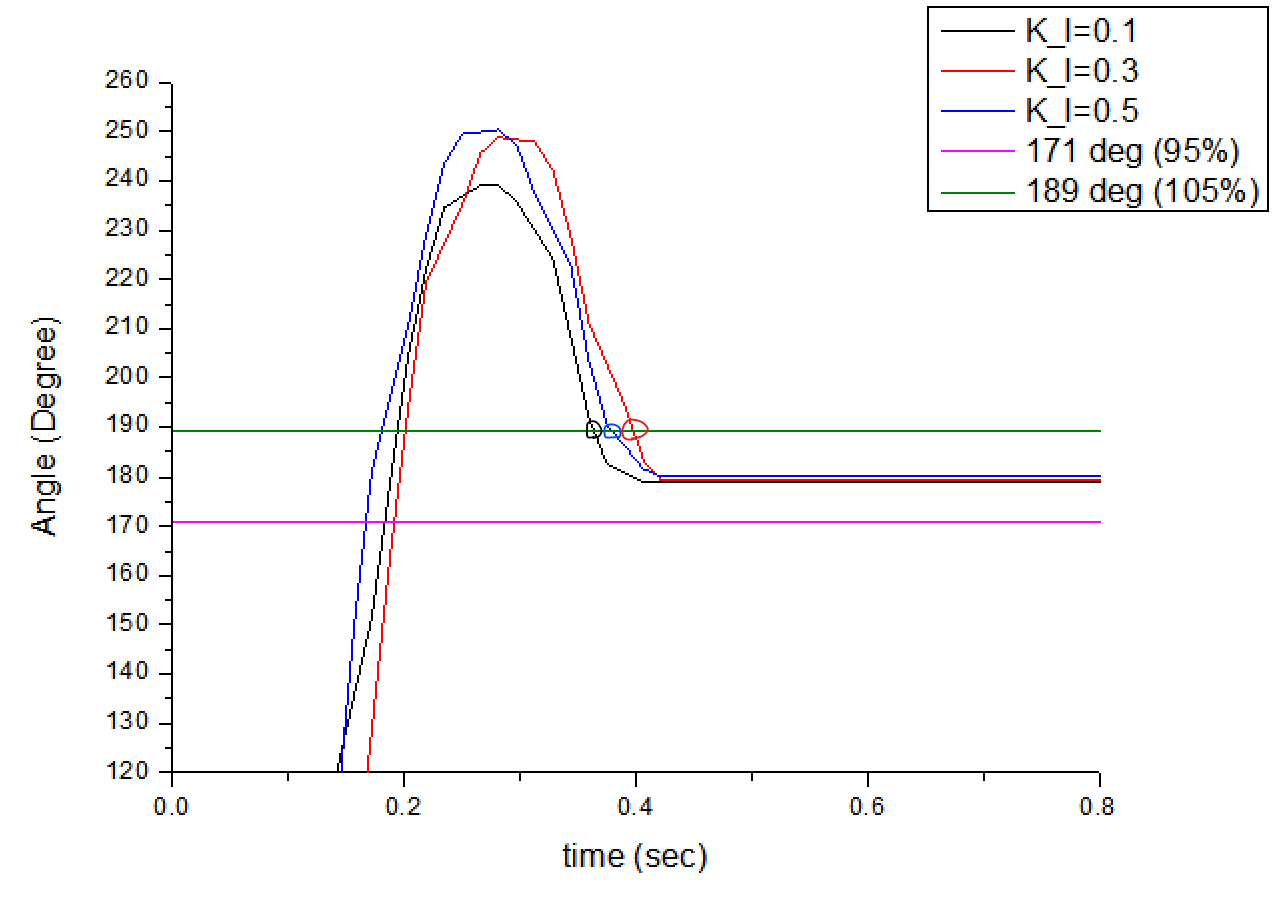 K_I=0.1
K_I=0.3
K_I=0.5
171 deg (95%)
189 deg (105%)
260
250
240
230
220
210
200
190
180
170
160
150
140
130
120
Angle (Degree)
0.0 0.2 0.4 0.6 0.8
time (sec)